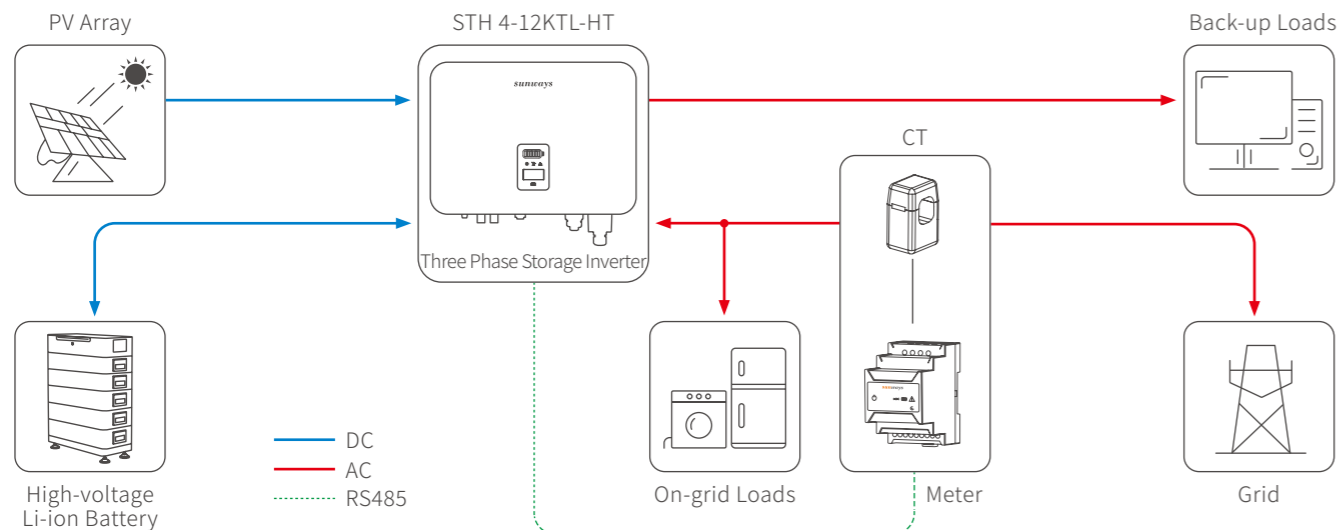 PV Array
STH 4-12KTL-HT
Back-up Loads
sunways
CT
Three Phase Storage Inverter
sunways
DC
AC
RS485
High-voltage
Li-ion Battery
On-grid Loads
Meter
Grid